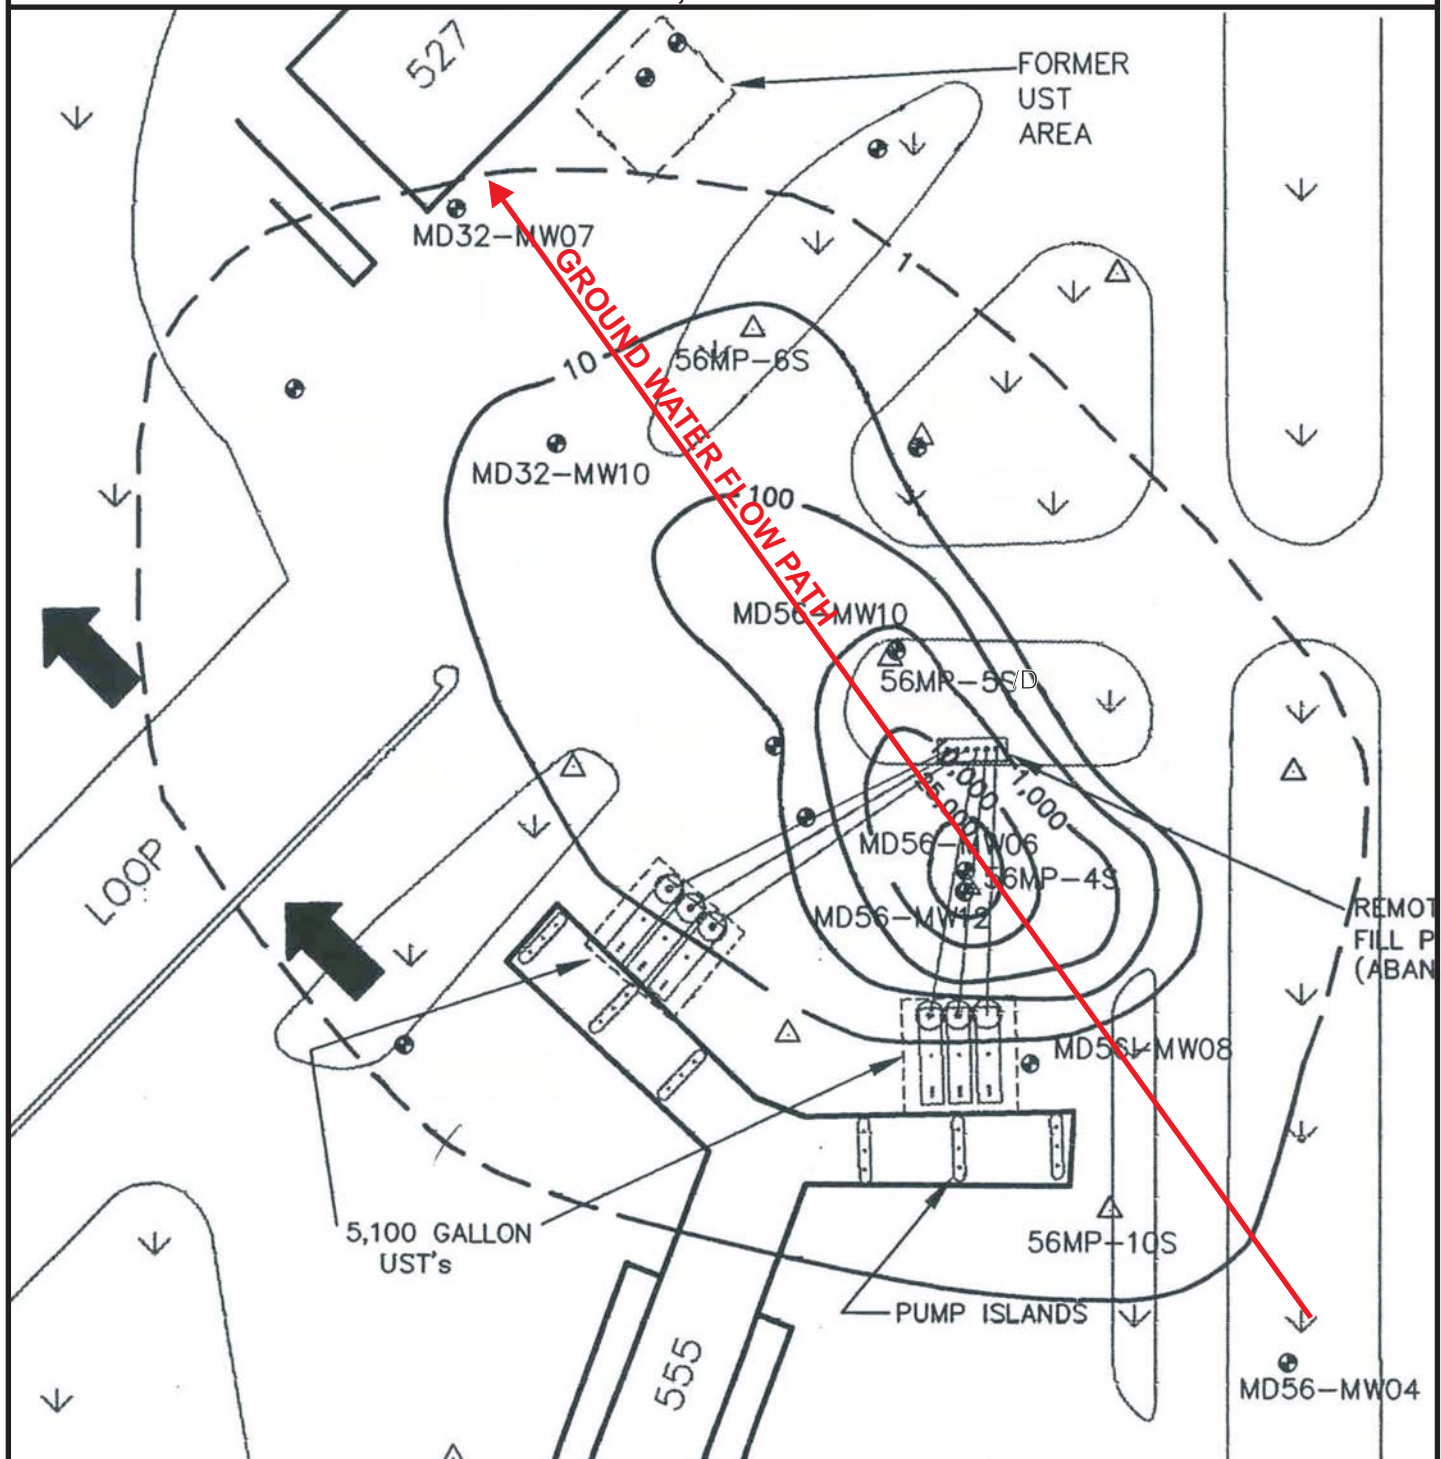 527
FORMER
UST
AREA
MD32-MW07
1
GROUND WATER FLOW PATH
10
56MP-6S
MD32-MW10
100
MD56-MW10
56MP-5S/D
1,000
25,000
MD56-MW06
56MP-4S
MD56-MW12
LOOP
REMOT
FILL P
(ABAN
MD56-MW08
5,100 GALLON
UST's
56MP-10S
PUMP ISLANDS
555
MD56-MW04